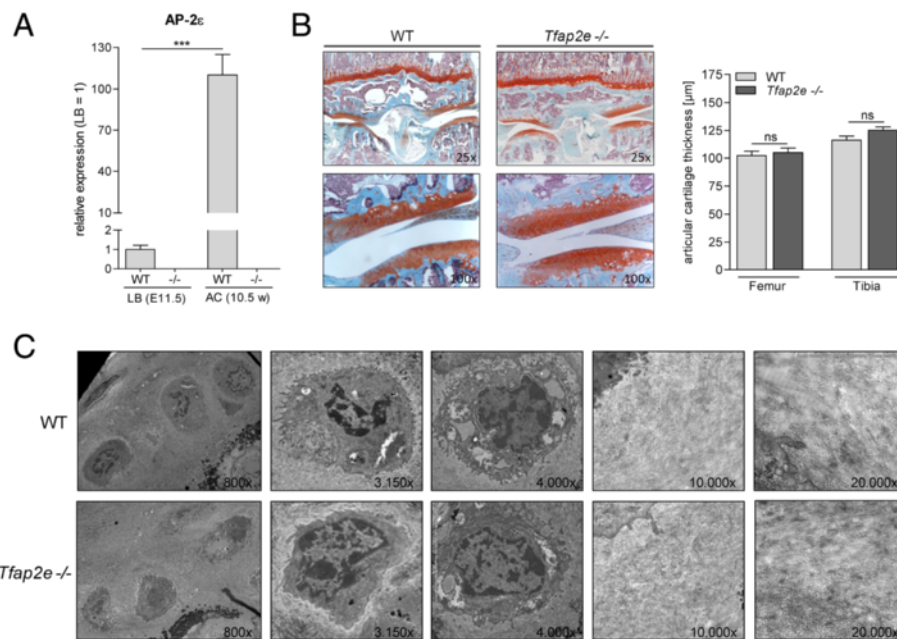 A
AP-2ε
***
relative expression (LB = 1)
130
100
70
40
10
2
1
0
WT -/- WT -/-
LB (E11.5) AC (10.5 w)
B
WT Tfap2e -/-
25x 25x
100x 100x
articular cartilage thickness [µm]
175
150
125
100
75
50
25
0
WT
Tfap2e -/-
ns
ns
Femur Tibia
C
WT
800x 3.150x 4.000x 10.000x 20.000x
Tfap2e -/-
800x 3.150x 4.000x 10.000x 20.000x